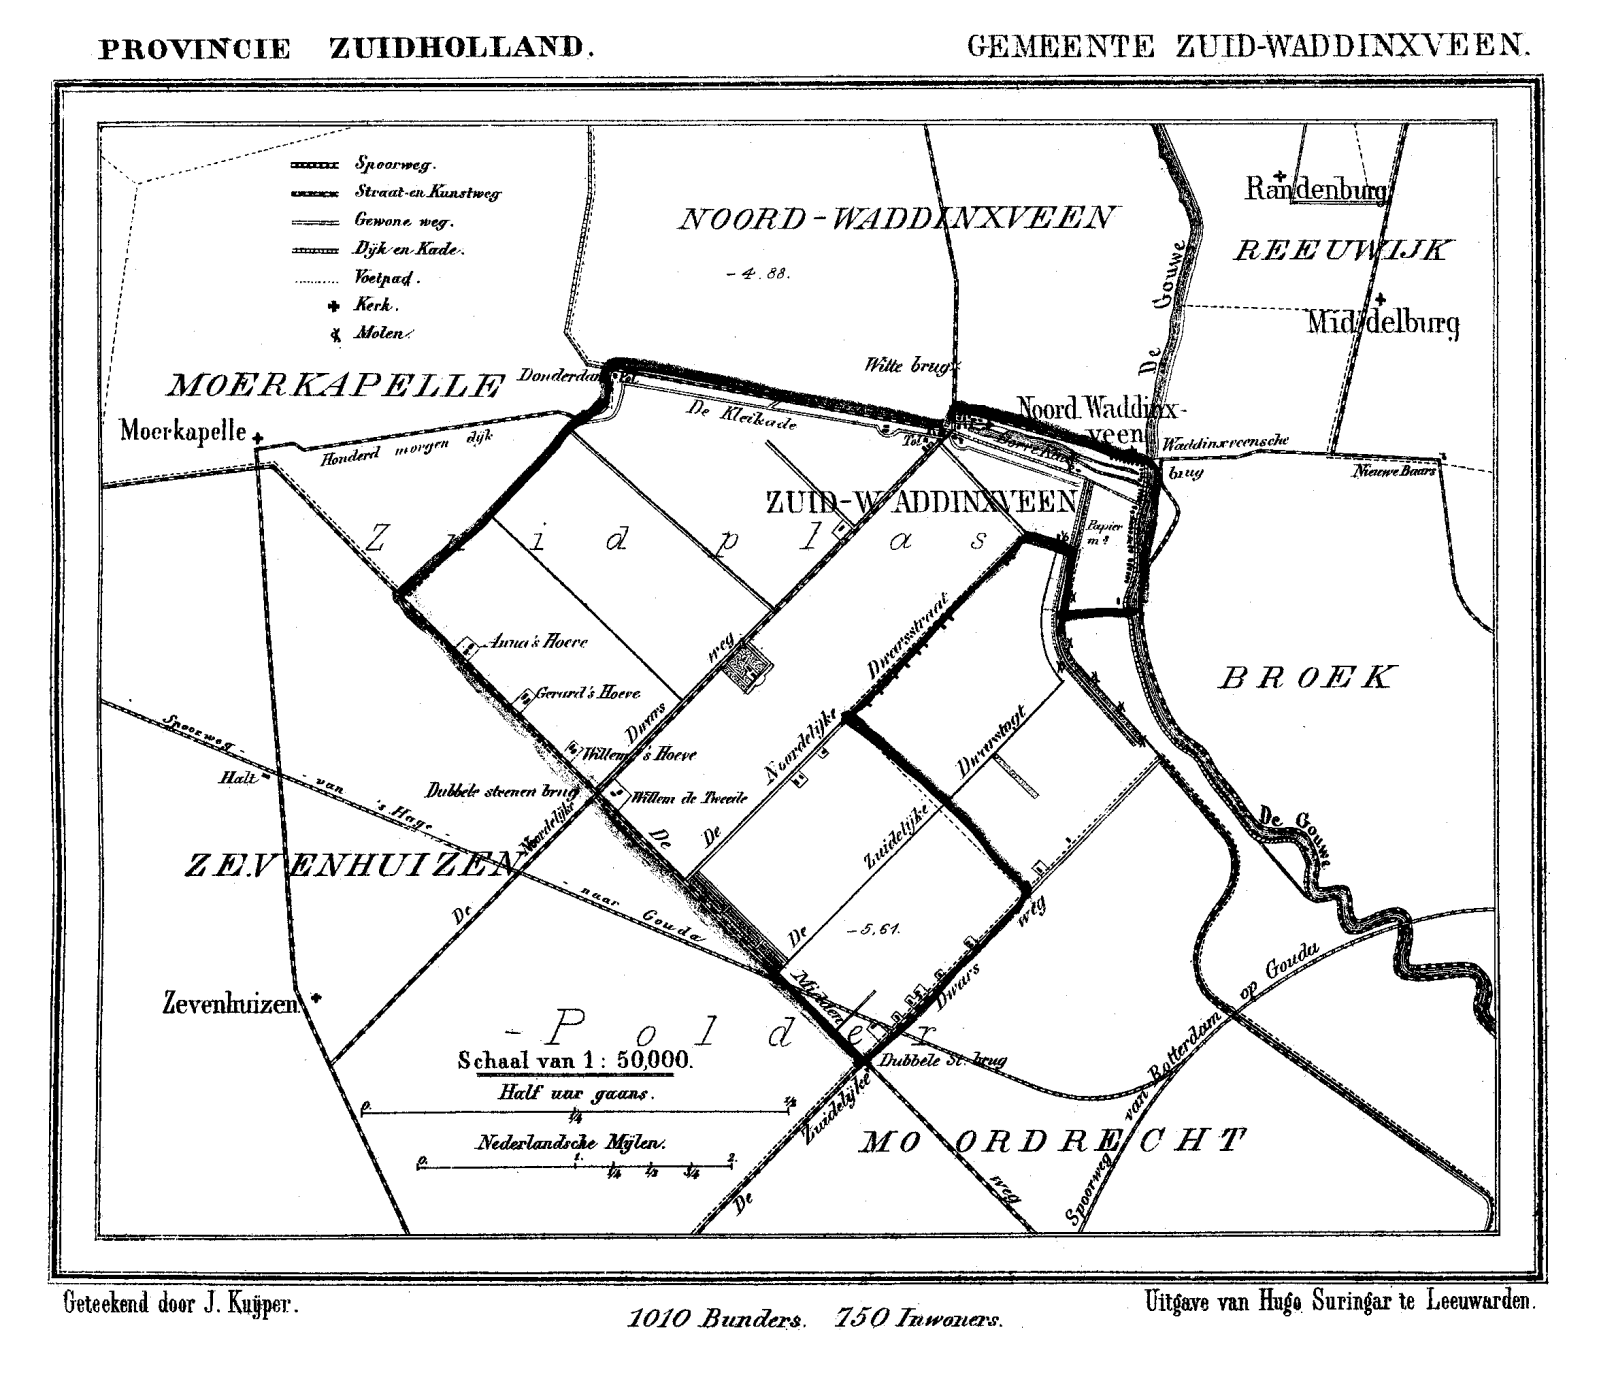 PROVINCIE ZUIDHOLLAND.
GEMEENTE ZUID-WADDINXVEEN.
Spoorweg.
Straat-en Kunstweg
Gewone weg.
Dijk en Kade.
Voetpad.
Kerk.
Molen.
NOORD-WADDINXVEEN
-4.88.
Randenburg
REEUWIJK
De Gouwe
Middelburg
MOERKAPELLE
Donderdam
Tol
Witte brug
De Kleikade
Noord Waddinx-
veen
Moerkapelle
Honderd morgen dijk
Tol
Waddinxveensche
brug
Nieuwe Baars
ZUID-WADDINXVEEN
Papier
Zuidplas
Anna's Hoeve
Gerard's Hoeve
Willem's Hoeve
Willem de Tweede
Dubbele steenen brug
De Noordelijke Dwars weg
De Noordelijke Dwarsstraat
De Zuidelijke Dwarstogt
BROEK
De Gouwe
Spoorweg- van 's Hage - naar Gouda
Halt
ZEVENHUIZEN
-5,61.
De Midden weg
Zevenhuizen
-Polder
Dubbele St. brug
De Zuidelijke Dwars weg
Spoorweg van Rotterdam op Gouda
MOORDRECHT
Schaal van 1: 50,000.
Half uur gaans.
0. 1/4 1/2
Nederlandsche Mijlen.
0. 1. 1/4 1/2 3/4 2.
Geteekend door J. Kuijper.
1010 Bunders. 750 Inwoners.
Uitgave van Hugo Suringar te Leeuwarden.